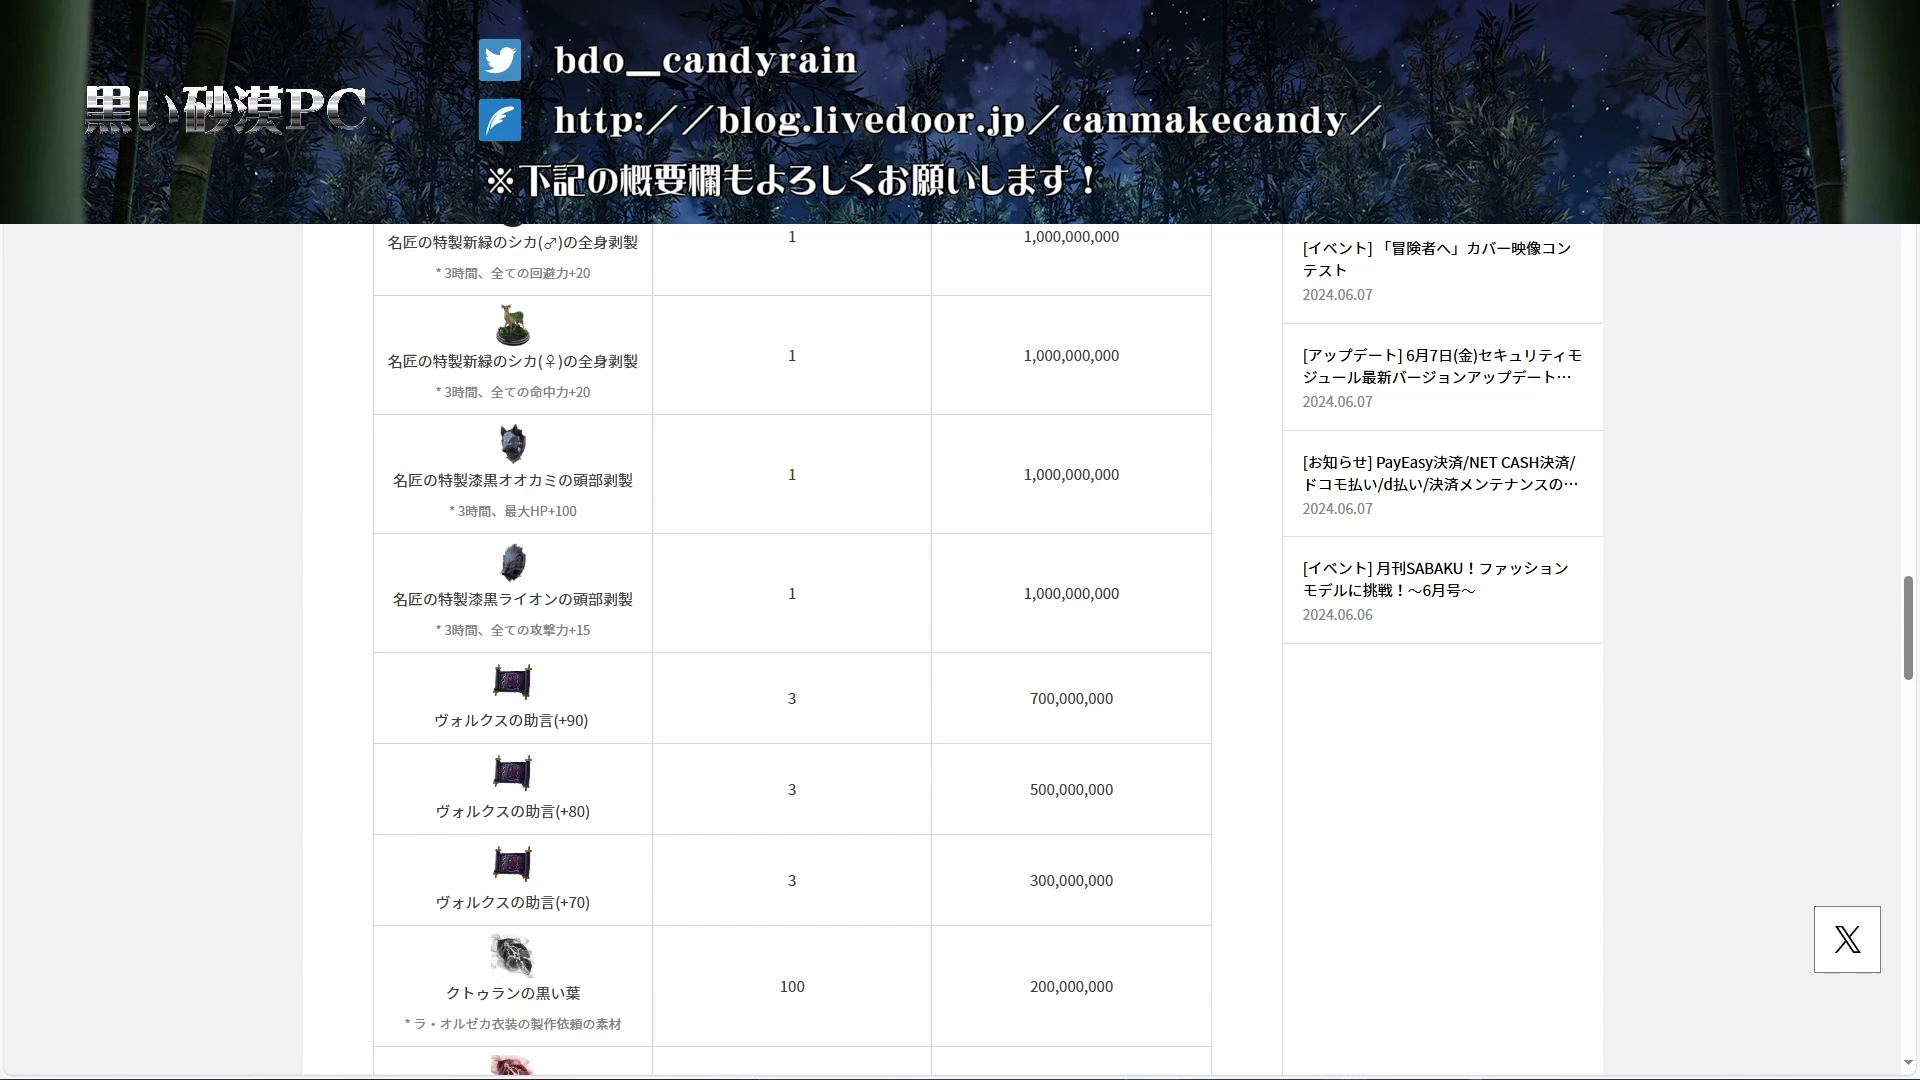 黒い砂漠PC
bdo__candyrain
http://blog.livedoor.jp/canmakecandy/
※下記の概要欄もよろしくお願いします！
名匠の特製新緑のシカ(♂)の全身剥製
* 3時間、全ての回避力+20
1
1,000,000,000
名匠の特製新緑のシカ(♀)の全身剥製
* 3時間、全ての命中力+20
1
1,000,000,000
名匠の特製漆黒オオカミの頭部剥製
* 3時間、最大HP+100
1
1,000,000,000
名匠の特製漆黒ライオンの頭部剥製
* 3時間、全ての攻撃力+15
1
1,000,000,000
ヴォルクスの助言(+90)
3
700,000,000
ヴォルクスの助言(+80)
3
500,000,000
ヴォルクスの助言(+70)
3
300,000,000
クトゥランの黒い葉
* ラ・オルゼカ衣装の製作依頼の素材
100
200,000,000
[イベント] 「冒険者へ」カバー映像コン
テスト
2024.06.07
[アップデート] 6月7日(金)セキュリティモ
ジュール最新バージョンアップデート…
2024.06.07
[お知らせ] PayEasy決済/NET CASH決済/
ドコモ払い/d払い/決済メンテナンスの…
2024.06.07
[イベント] 月刊SABAKU！ファッション
モデルに挑戦！～6月号～
2024.06.06